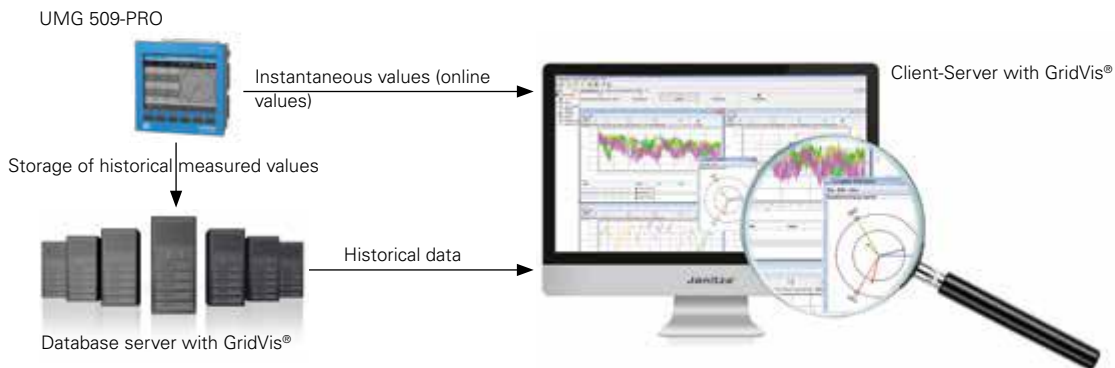 UMG 509-PRO
Instantaneous values (online
values)
Client-Server with GridVis®
Storage of historical measured values
Historical data
Janitza
Database server with GridVis®